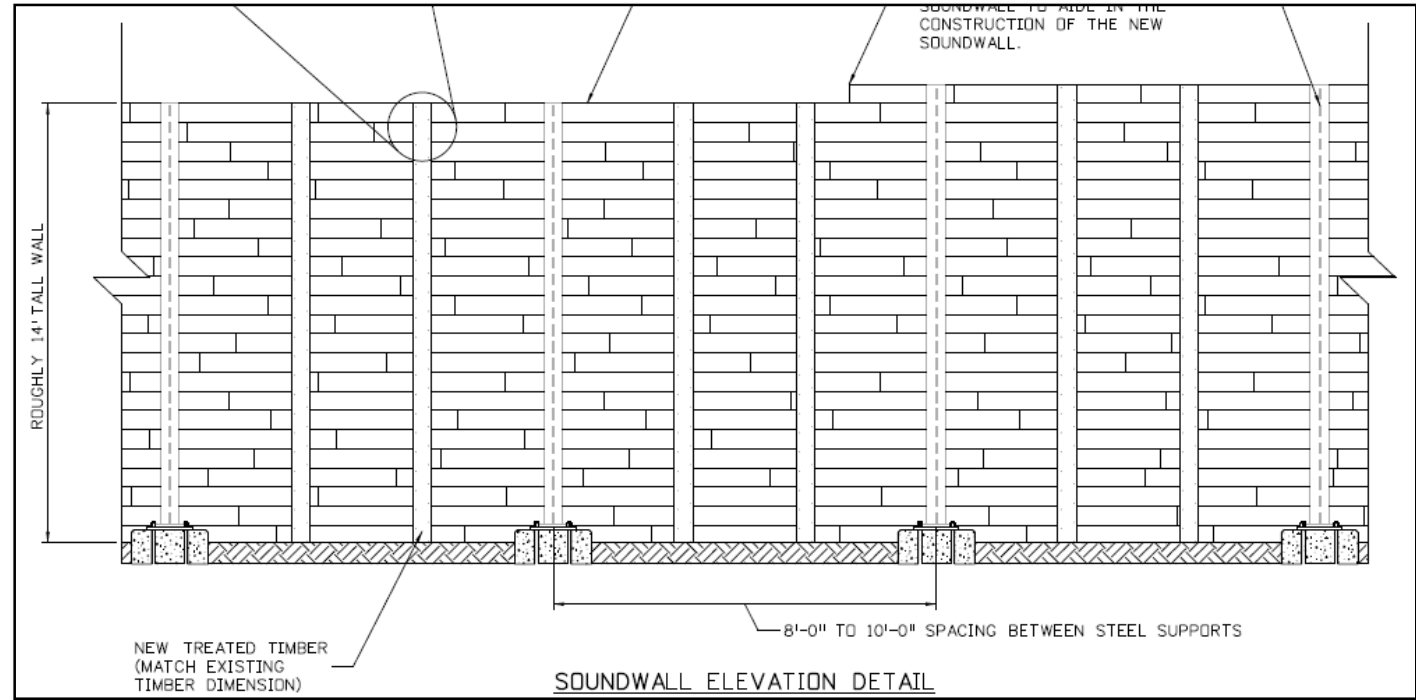 SOUNDWALL TO AIDE IN THE
CONSTRUCTION OF THE NEW
SOUNDWALL.
ROUGHLY 14' TALL WALL
8'-0" TO 10'-0" SPACING BETWEEN STEEL SUPPORTS
NEW TREATED TIMBER
(MATCH EXISTING
TIMBER DIMENSION)
SOUNDWALL ELEVATION DETAIL